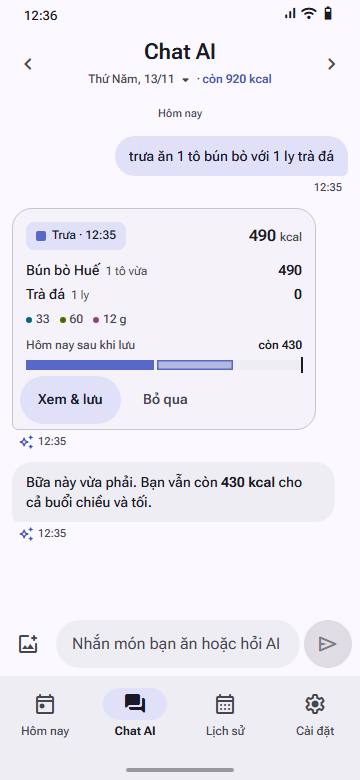 12:36
Chat AI
Thứ Năm, 13/11 · còn 920 kcal
Hôm nay
trưa ăn 1 tô bún bò với 1 ly trà đá
12:35
Trưa · 12:35 490 kcal
Bún bò Huế 1 tô vừa 490
Trà đá 1 ly 0
33 60 12 g
Hôm nay sau khi lưu còn 430
Xem & lưu Bỏ qua
12:35
Bữa này vừa phải. Bạn vẫn còn 430 kcal cho
cả buổi chiều và tối.
12:35
Nhắn món bạn ăn hoặc hỏi AI
Hôm nay Chat AI Lịch sử Cài đặt